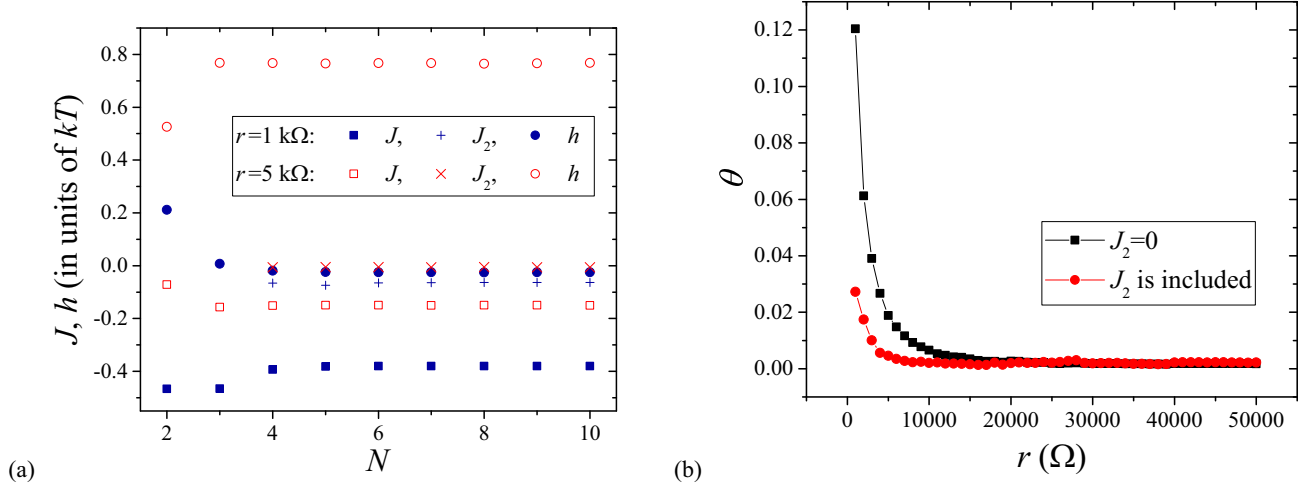 (a)
J, h (in units of kT)
0.8
0.6
0.4
0.2
0.0
-0.2
-0.4
r=1 kΩ: J, J2, h
r=5 kΩ: J, J2, h
2 4 6 8 10
N
(b)
θ
0.12
0.10
0.08
0.06
0.04
0.02
0.00
J2=0
J2 is included
0 10000 20000 30000 40000 50000
r (Ω)